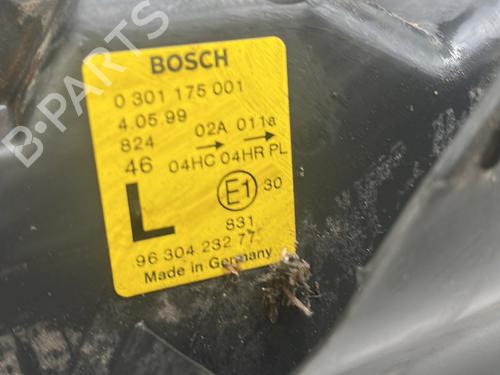 B-PARTS
BOSCH
0 301 175 001
4.05.99
824 02A 011a
46 04HC 04HR PL
L E1 30
831
96 304 232 77
Made in Germany